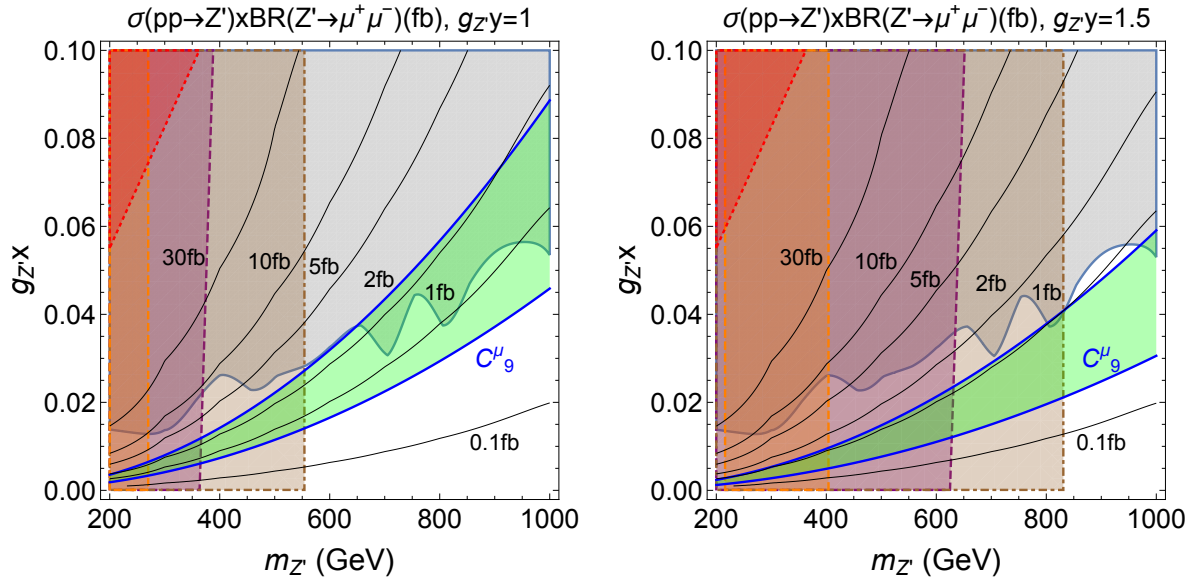 σ(pp→Z')xBR(Z'→μ⁺μ⁻)(fb), g_Z'y=1
0.10
0.08
0.06
0.04
0.02
0.00
g_Z'x
30fb
10fb
5fb
2fb
1fb
C^μ_9
0.1fb
200
400
600
800
1000
m_Z' (GeV)
σ(pp→Z')xBR(Z'→μ⁺μ⁻)(fb), g_Z'y=1.5
0.10
0.08
0.06
0.04
0.02
0.00
g_Z'x
30fb
10fb
5fb
2fb
1fb
C^μ_9
0.1fb
200
400
600
800
1000
m_Z' (GeV)